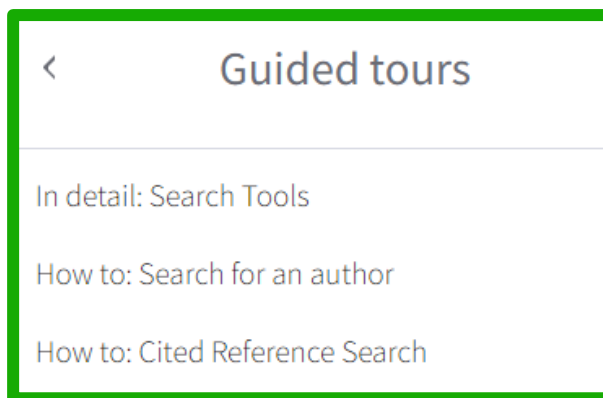 Guided tours
In detail: Search Tools
How to: Search for an author
How to: Cited Reference Search